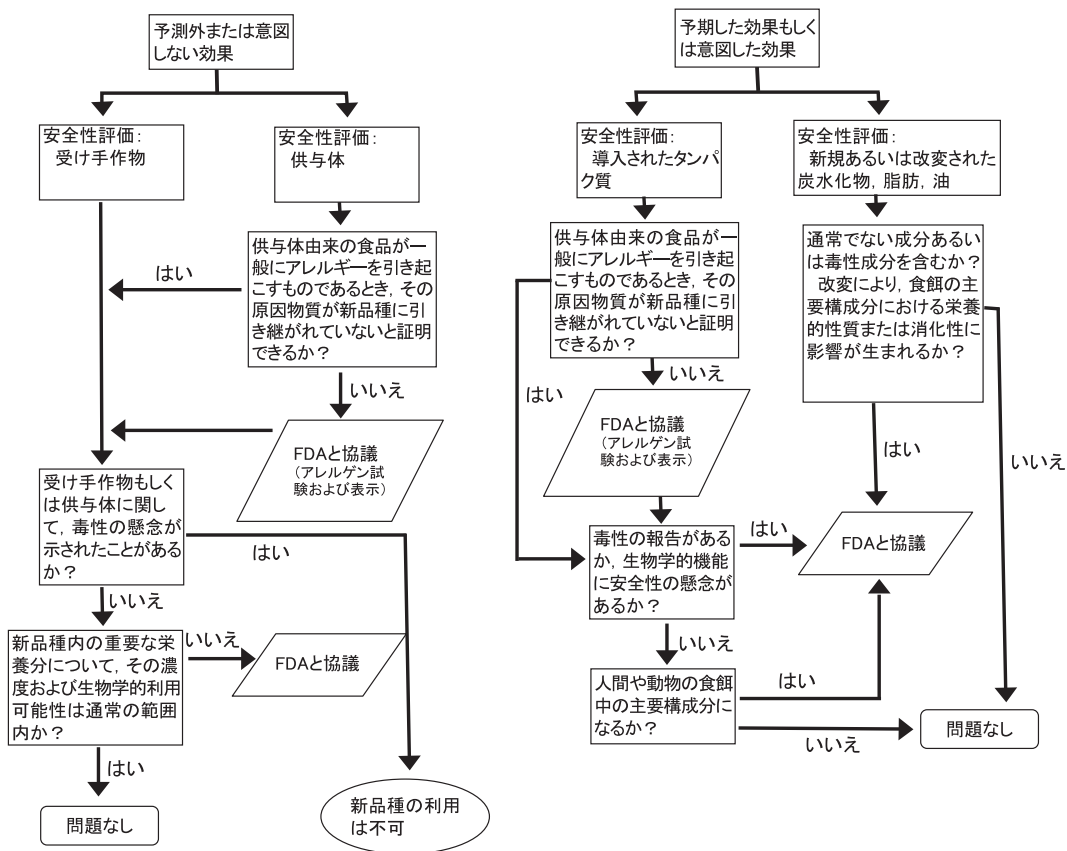 予測外または意図
しない効果
安全性評価：
受け手作物
安全性評価：
供与体
供与体由来の食品が一
般にアレルギーを引き起
こすものであるとき，その
原因物質が新品種に引
き継がれていないと証明
できるか？
はい
いいえ
FDAと協議
（アレルゲン試
験および表示）
受け手作物もしく
は供与体に関し
て，毒性の懸念が
示されたことがある
か？
はい
いいえ
新品種内の重要な栄
養分について，その濃
度および生物学的利用
可能性は通常の範囲
内か？
いいえ
FDAと協議
はい
問題なし
新品種の利用
は不可
予期した効果もしく
は意図した効果
安全性評価：
導入されたタンパ
ク質
安全性評価：
新規あるいは改変された
炭水化物，脂肪，油
供与体由来の食品が一
般にアレルギーを引き起
こすものであるとき，その
原因物質が新品種に引
き継がれていないと証明
できるか？
はい
いいえ
FDAと協議
（アレルゲン試
験および表示）
通常でない成分あるい
は毒性成分を含むか？
改変により，食餌の主
要構成分における栄養
的性質または消化性に
影響が生まれるか？
はい
いいえ
毒性の報告がある
か，生物学的機能
に安全性の懸念が
あるか？
はい
FDAと協議
いいえ
人間や動物の食餌
中の主要構成分に
なるか？
はい
いいえ
問題なし